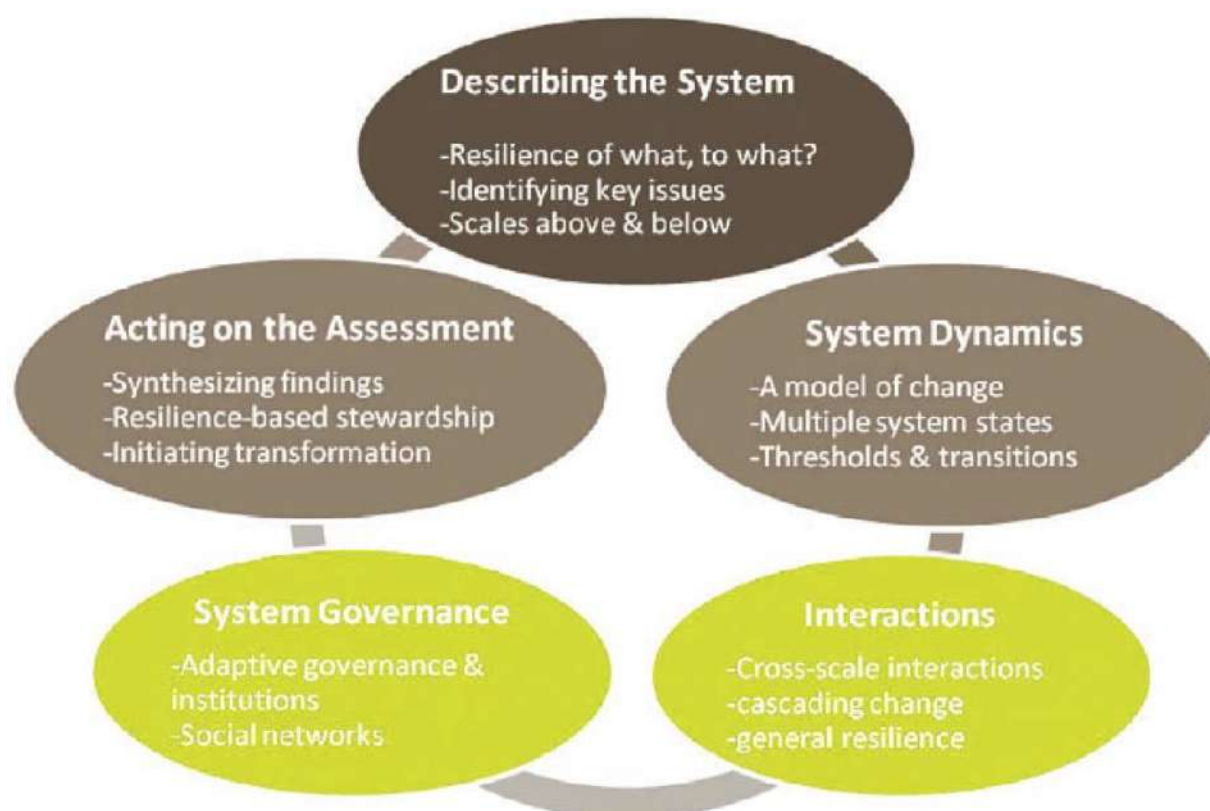 Describing the System
-Resilience of what, to what?
-Identifying key issues
-Scales above & below
Acting on the Assessment
-Synthesizing findings
-Resilience-based stewardship
-Initiating transformation
System Dynamics
-A model of change
-Multiple system states
-Thresholds & transitions
System Governance
-Adaptive governance &
institutions
-Social networks
Interactions
-Cross-scale interactions
-cascading change
-general resilience